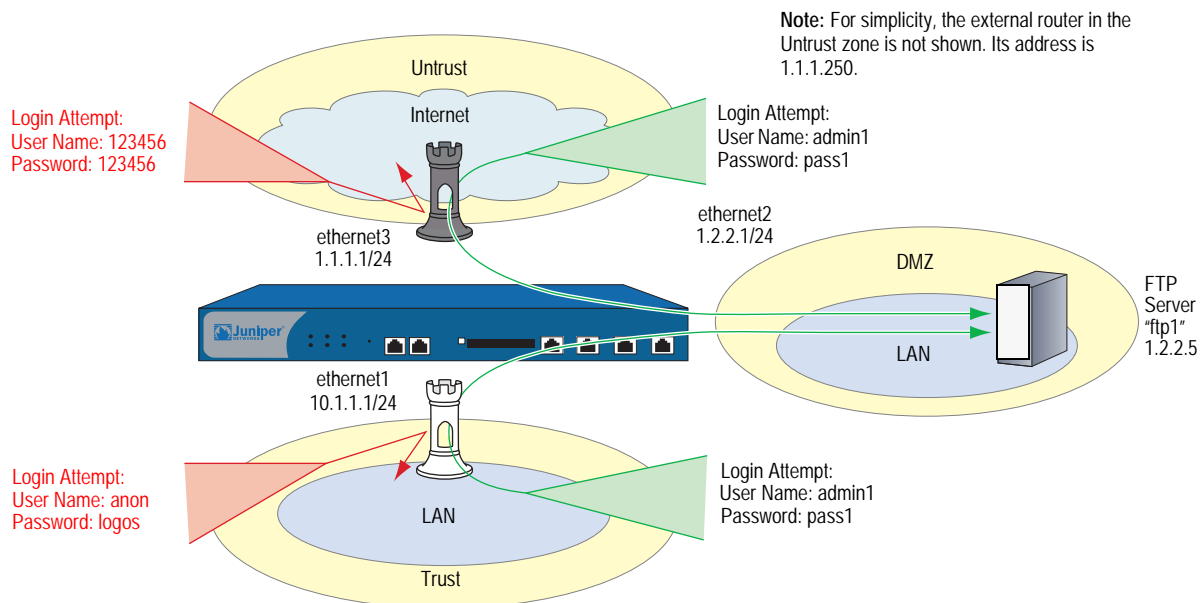 Note: For simplicity, the external router in the
Untrust zone is not shown. Its address is
1.1.1.250.
Untrust
Internet
Login Attempt:
User Name: 123456
Password: 123456
Login Attempt:
User Name: admin1
Password: pass1
ethernet3
1.1.1.1/24
ethernet2
1.2.2.1/24
DMZ
LAN
FTP
Server
"ftp1"
1.2.2.5
Juniper
NETWORKS
ethernet1
10.1.1.1/24
Login Attempt:
User Name: anon
Password: logos
LAN
Trust
Login Attempt:
User Name: admin1
Password: pass1